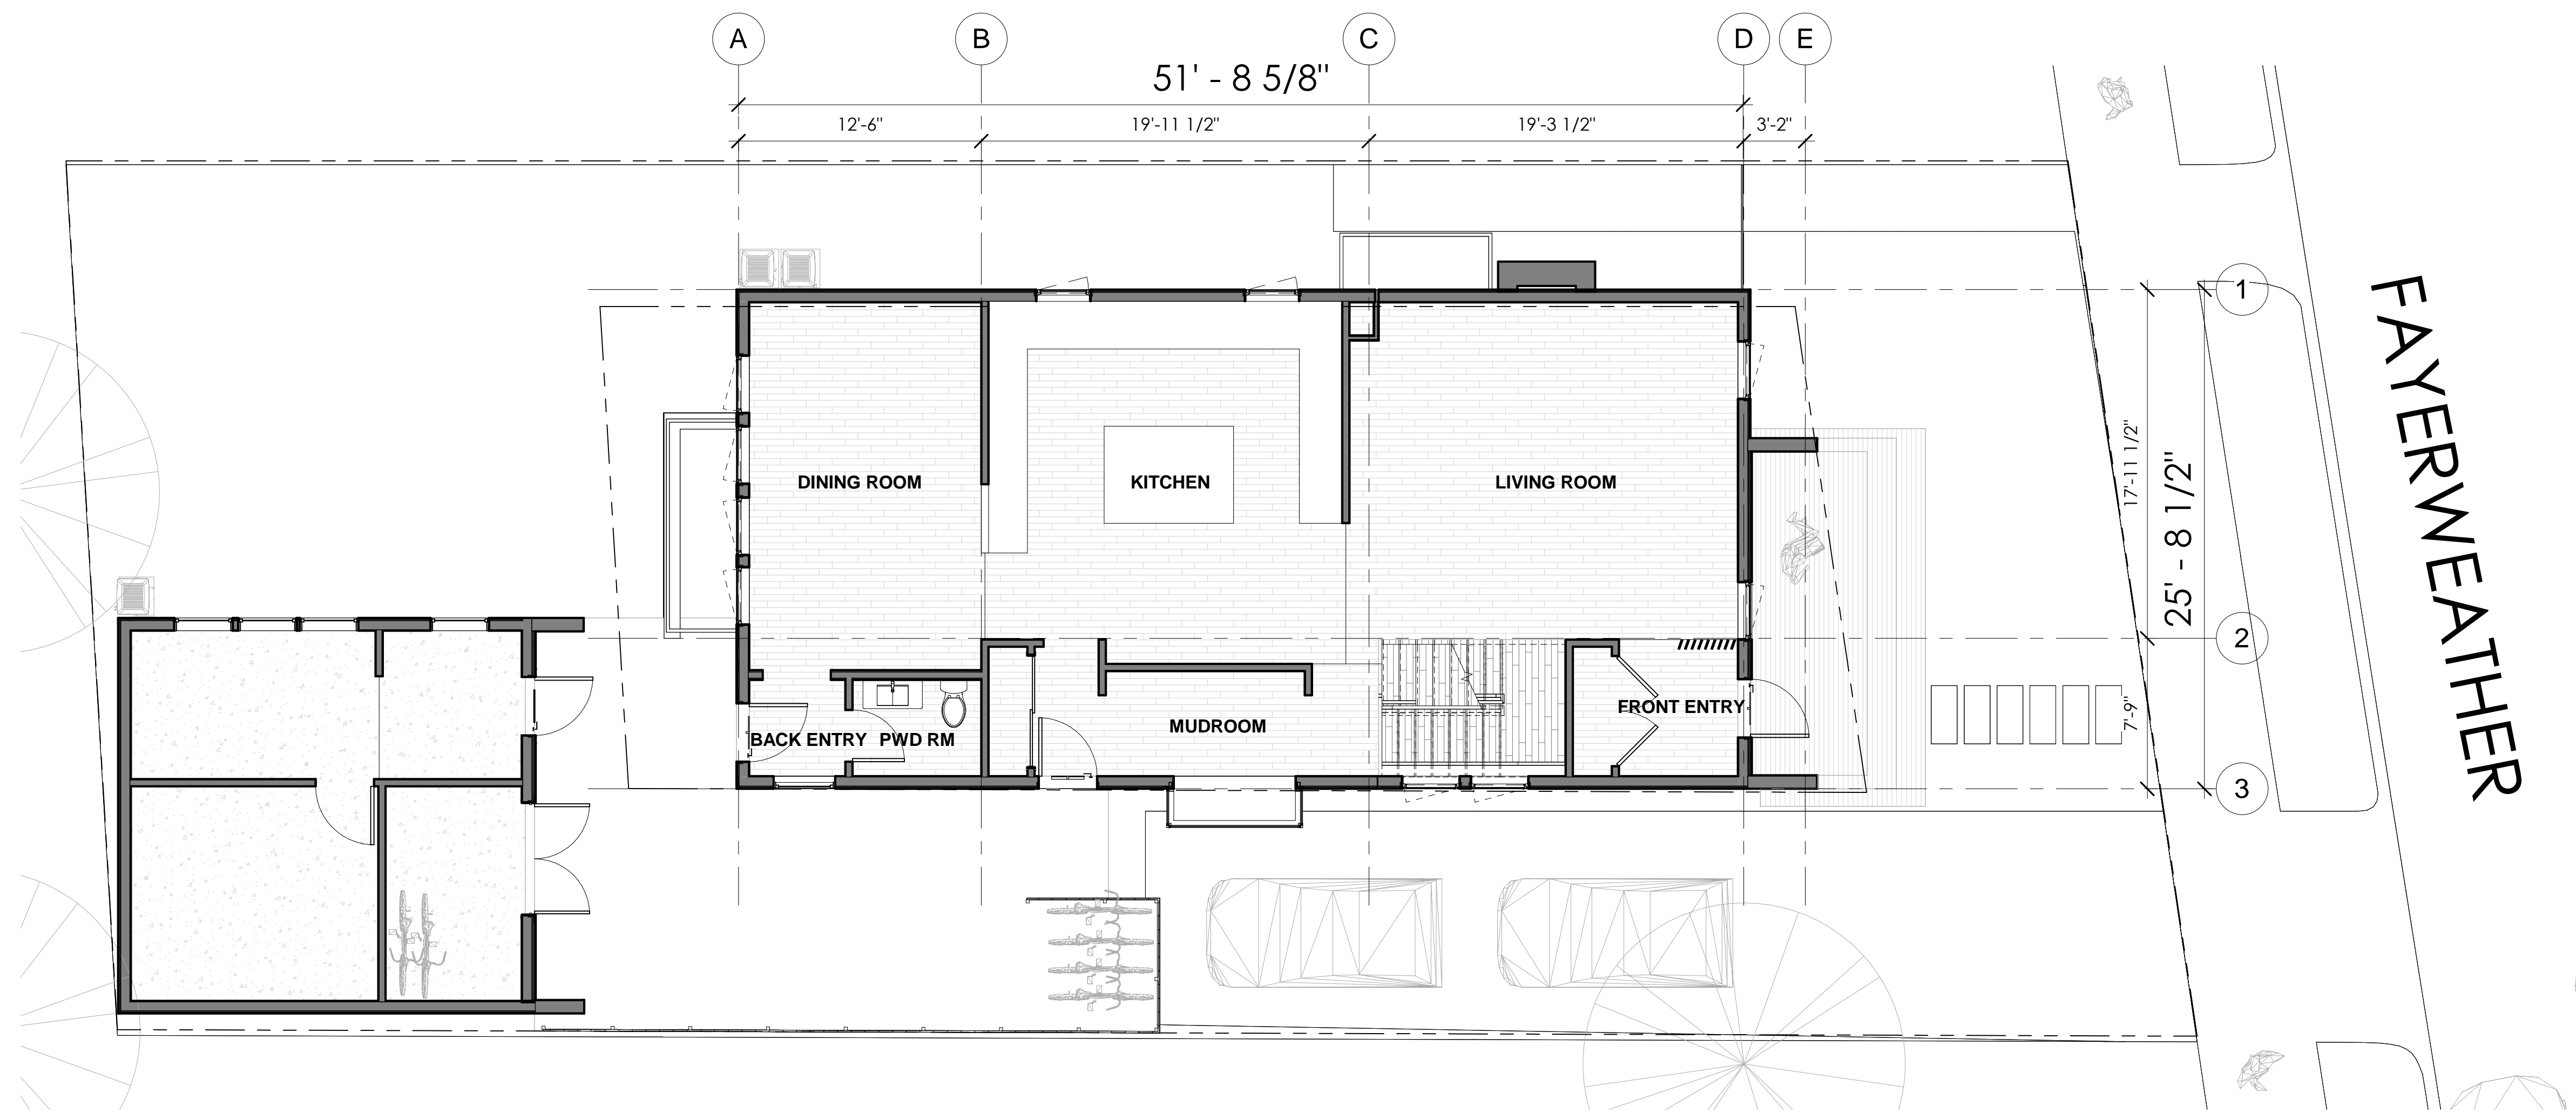 A B C D E
51' - 8 5/8"
12'-6" 19'-11 1/2" 19'-3 1/2" 3'-2"
1
FAYERWEATHER
17'-11 1/2"
25' - 8 1/2"
DINING ROOM KITCHEN LIVING ROOM
2
7'-9"
FRONT ENTRY
MUDROOM
BACK ENTRY PWD RM
3